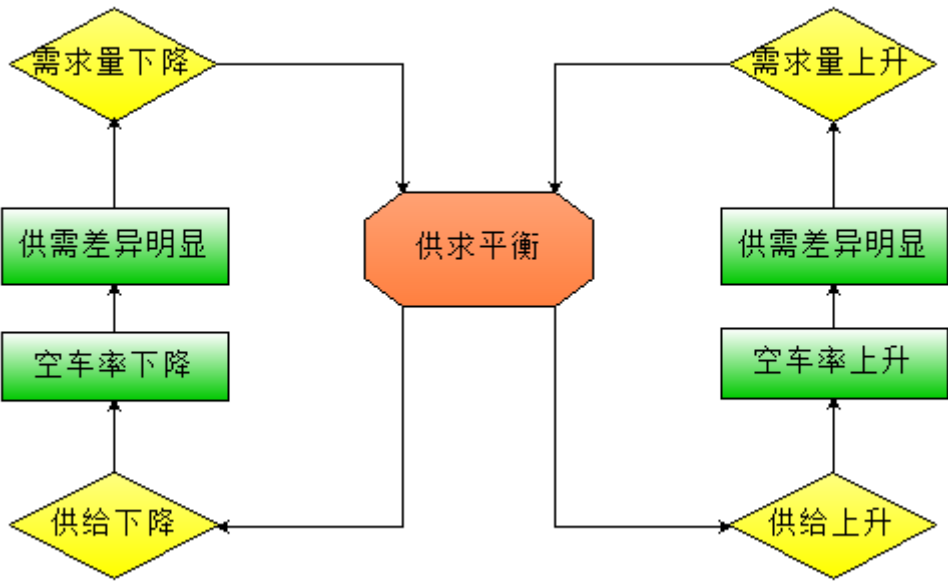 需求量下降
需求量上升
供需差异明显
供求平衡
供需差异明显
空车率下降
空车率上升
供给下降
供给上升